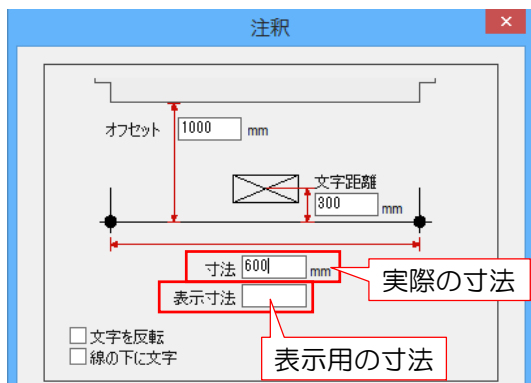 注釈
オフセット 1000 mm
文字距離
300 mm
寸法 600 mm
実際の寸法
表示寸法
文字を反転
線の下に文字
表示用の寸法